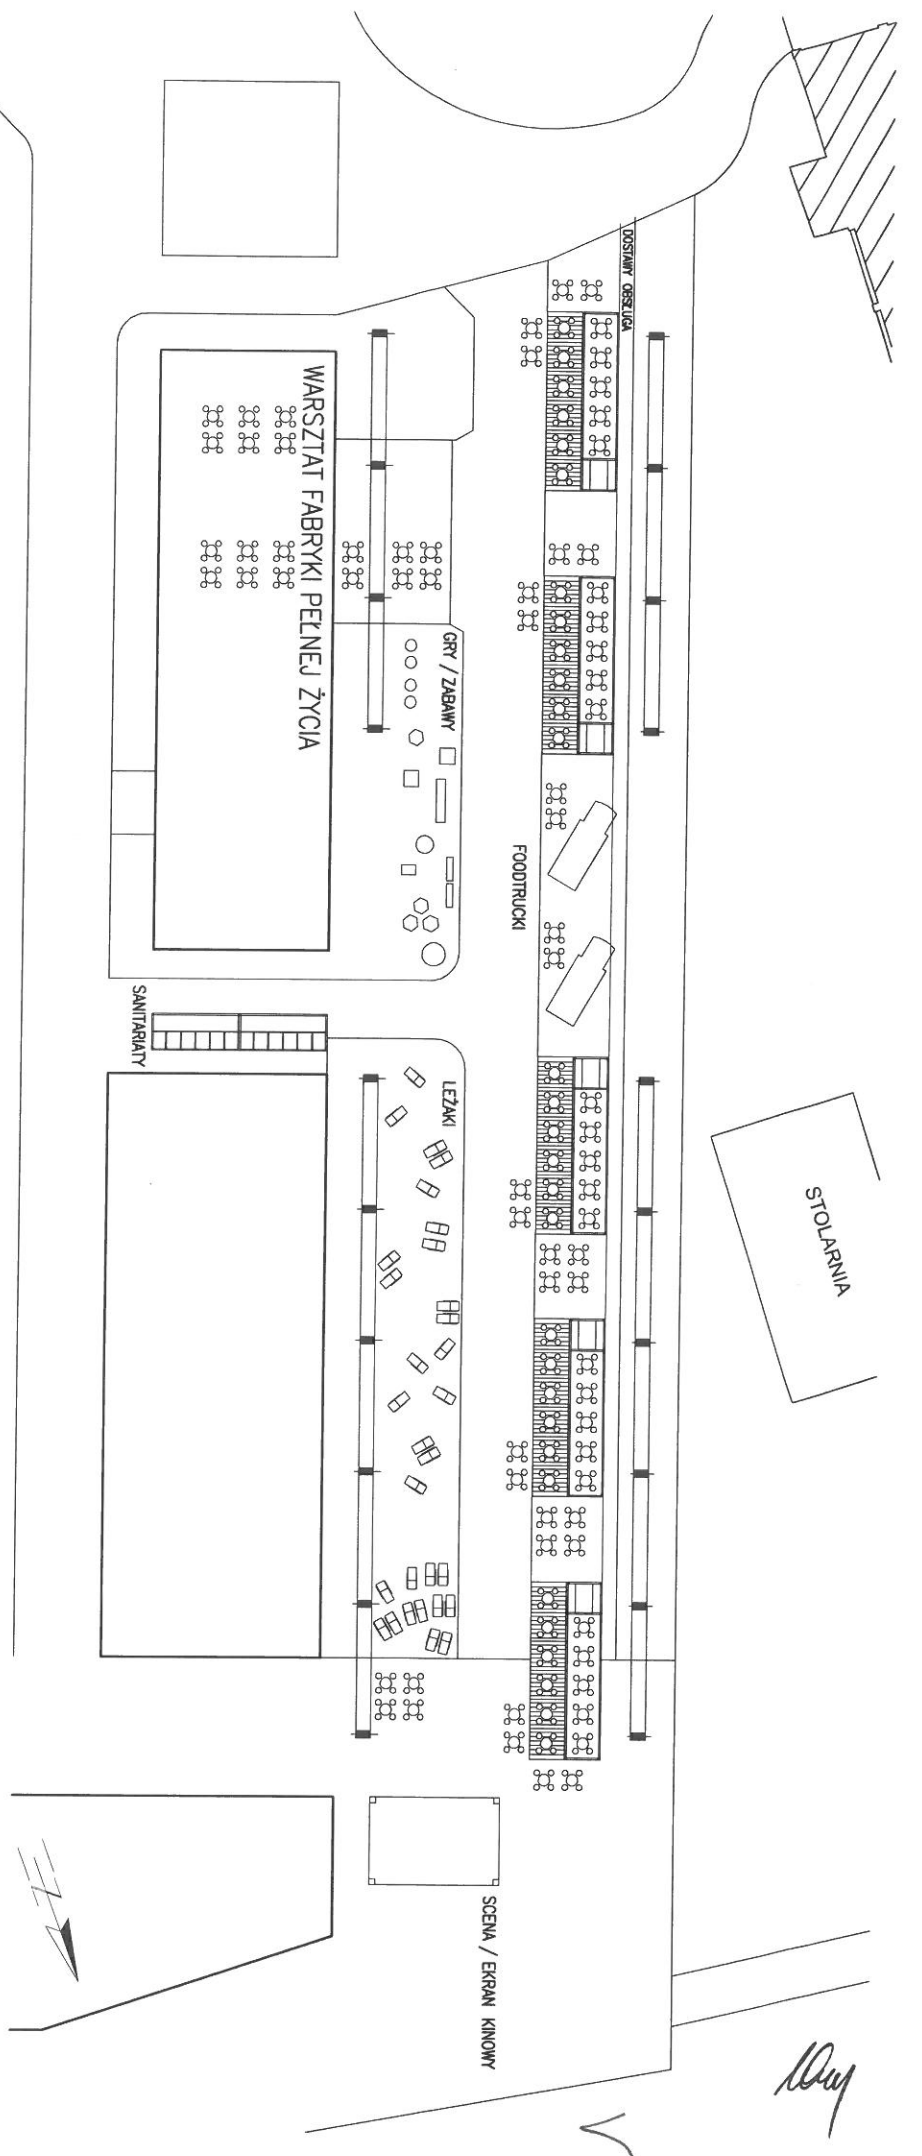 DOSTAWY OBSŁUGA
WARSZTAT FABRYKI PEŁNEJ ŻYCIA
GRY / ZABAWY
FOODTRUCKI
SANITARIATY
LEŻAKI
STOLARNIA
SCENA / EKRAN KINOWY